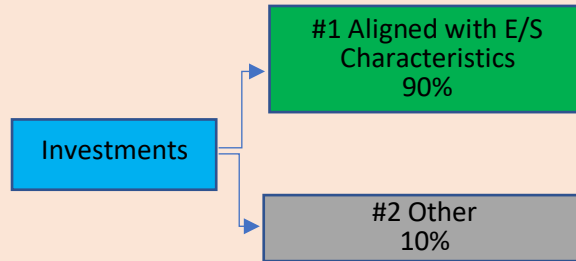 #1 Aligned with E/S
Characteristics
90%
Investments
#2 Other
10%